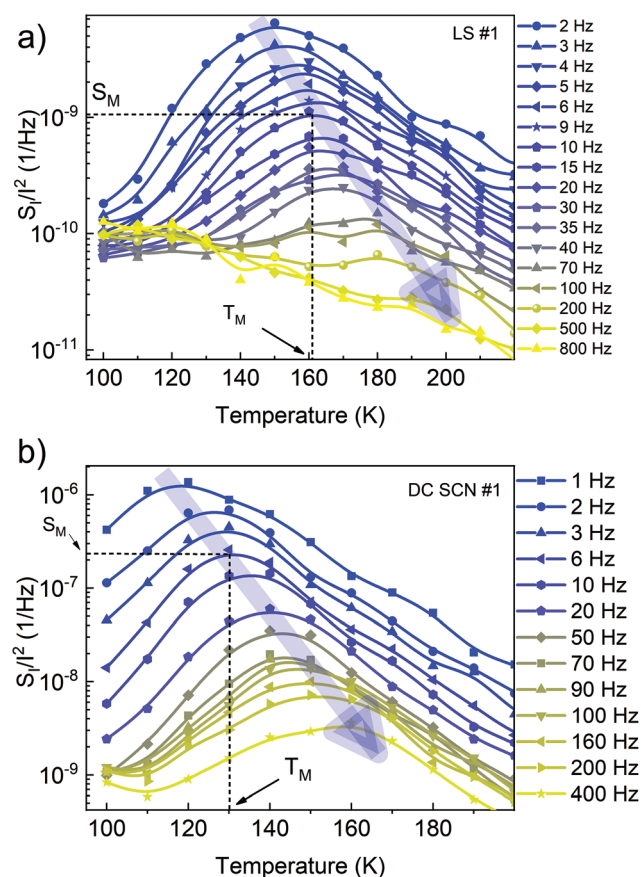 a)
LS #1
S_I/I² (1/Hz)
10⁻⁹
10⁻¹⁰
10⁻¹¹
S_M
T_M
100 120 140 160 180 200
Temperature (K)
2 Hz
3 Hz
4 Hz
5 Hz
6 Hz
9 Hz
10 Hz
15 Hz
20 Hz
30 Hz
35 Hz
40 Hz
70 Hz
100 Hz
200 Hz
500 Hz
800 Hz
b)
DC SCN #1
S_I/I² (1/Hz)
10⁻⁶
10⁻⁷
10⁻⁸
10⁻⁹
S_M
T_M
100 120 140 160 180
Temperature (K)
1 Hz
2 Hz
3 Hz
6 Hz
10 Hz
20 Hz
50 Hz
70 Hz
90 Hz
100 Hz
160 Hz
200 Hz
400 Hz